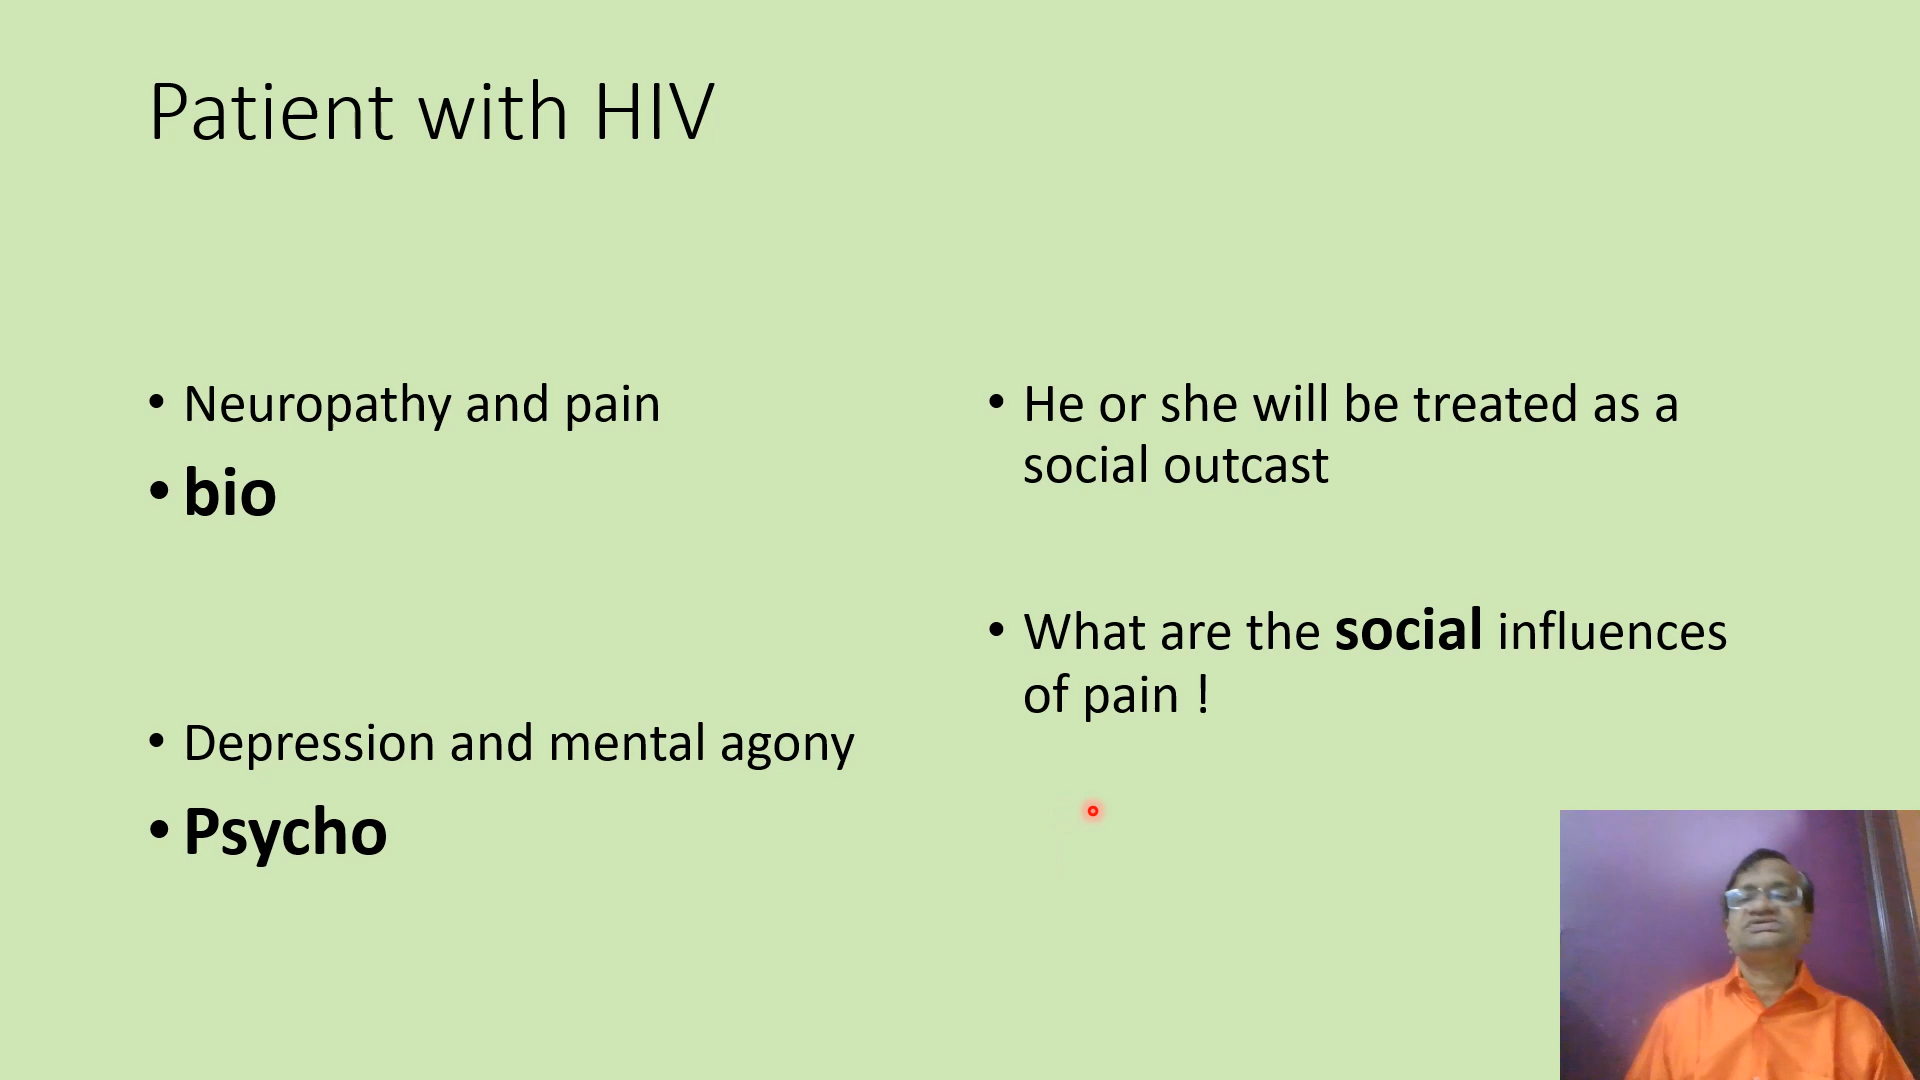 Patient with HIV
• Neuropathy and pain
• bio
• Depression and mental agony
• Psycho
• He or she will be treated as a
social outcast
• What are the social influences
of pain !